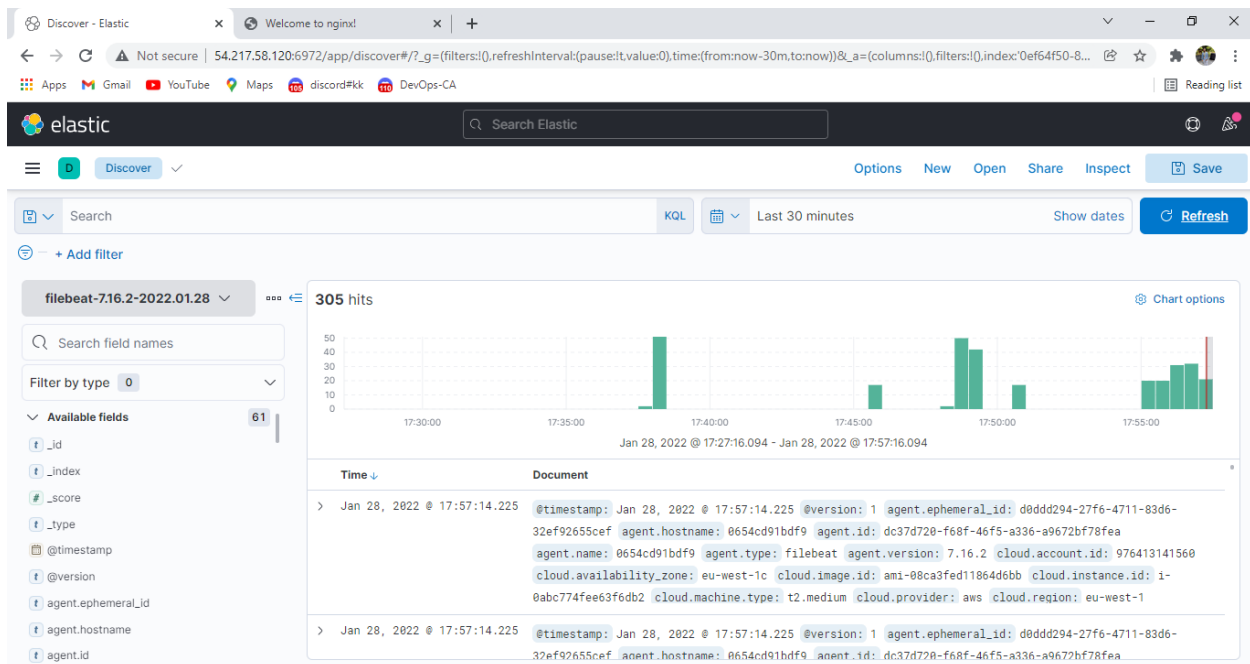 Discover - Elastic
Welcome to nginx!
Not secure | 54.217.58.120:6972/app/discover#/?_g=(filters:!(),refreshInterval:(pause:!t,value:0),time:(from:now-30m,to:now))&_a=(columns:!(),filters:!(),index:'0ef64f50-8...
Apps Gmail YouTube Maps discord#kk DevOps-CA Reading list
elastic Search Elastic
D Discover Options New Open Share Inspect Save
Search KQL Last 30 minutes Show dates Refresh
+ Add filter
filebeat-7.16.2-2022.01.28
305 hits Chart options
Search field names
Filter by type 0
Available fields 61
t _id
t _index
# _score
t _type
@timestamp
t @version
t agent.ephemeral_id
t agent.hostname
t agent.id
50
40
30
20
10
0
17:30:00 17:35:00 17:40:00 17:45:00 17:50:00 17:55:00
Jan 28, 2022 @ 17:27:16.094 - Jan 28, 2022 @ 17:57:16.094
Time Document
Jan 28, 2022 @ 17:57:14.225 @timestamp: Jan 28, 2022 @ 17:57:14.225 @version: 1 agent.ephemeral_id: d0ddd294-27f6-4711-83d6-
32ef92655cef agent.hostname: 0654cd91bdf9 agent.id: dc37d720-f68f-46f5-a336-a9672bf78fea
agent.name: 0654cd91bdf9 agent.type: filebeat agent.version: 7.16.2 cloud.account.id: 976413141560
cloud.availability_zone: eu-west-1c cloud.image.id: ami-08ca3fed11864d6bb cloud.instance.id: i-
0abc774fee63f6db2 cloud.machine.type: t2.medium cloud.provider: aws cloud.region: eu-west-1
Jan 28, 2022 @ 17:57:14.225 @timestamp: Jan 28, 2022 @ 17:57:14.225 @version: 1 agent.ephemeral_id: d0ddd294-27f6-4711-83d6-
32ef92655cef agent.hostname: 0654cd91bdf9 agent.id: dc37d720-f68f-46f5-a336-a9672bf78fea